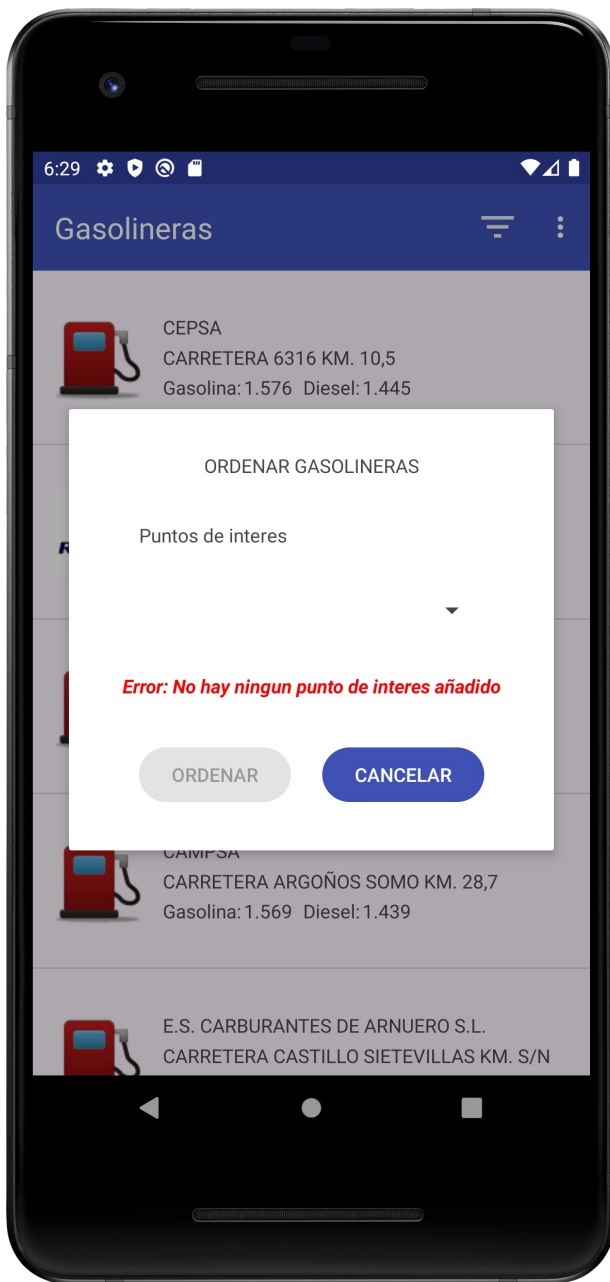 6:29
Gasolineras
CEPSA
CARRETERA 6316 KM. 10,5
Gasolina: 1.576 Diesel: 1.445
ORDENAR GASOLINERAS
Puntos de interes
Error: No hay ningun punto de interes añadido
ORDENAR
CANCELAR
CAMPSA
CARRETERA ARGOÑOS SOMO KM. 28,7
Gasolina: 1.569 Diesel: 1.439
E.S. CARBURANTES DE ARNUERO S.L.
CARRETERA CASTILLO SIETEVILLAS KM. S/N